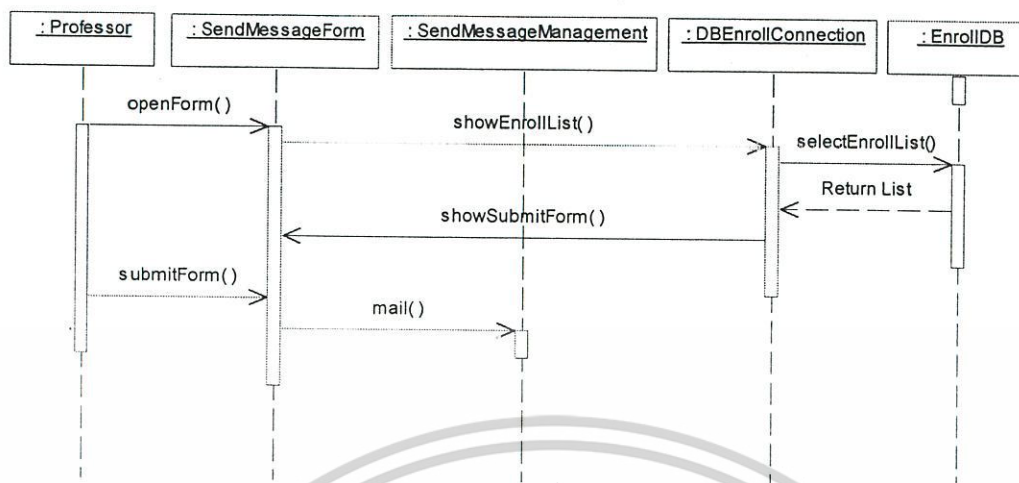 : Professor
: SendMessageForm
: SendMessageManagement
: DBEnrollConnection
: EnrollDB
openForm()
showEnrollList()
selectEnrollList()
Return List
showSubmitForm()
submitForm()
mail()